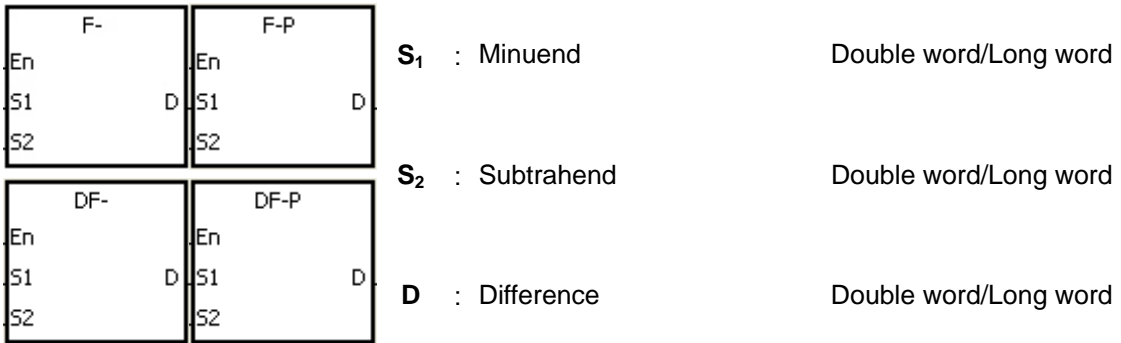 F-
En
S1 D
S2
F-P
En
S1 D
S2
DF-
En
S1 D
S2
DF-P
En
S1 D
S2
S1 : Minuend Double word/Long word
S2 : Subtrahend Double word/Long word
D : Difference Double word/Long word